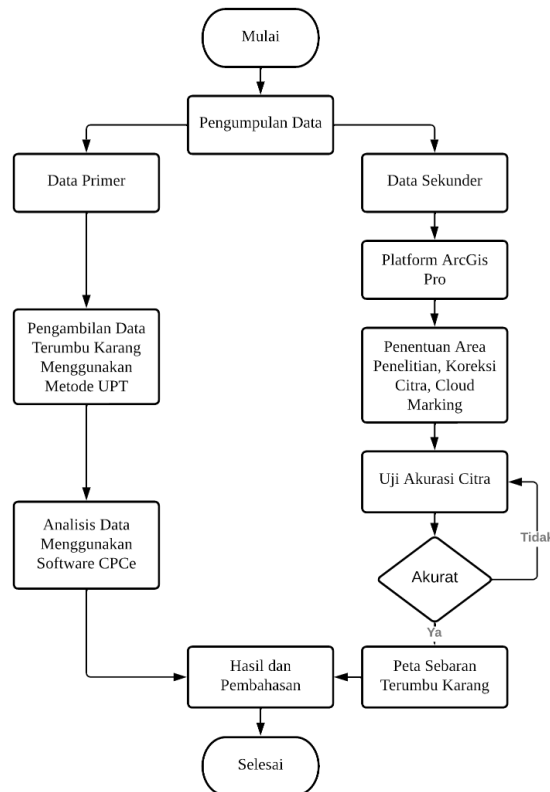 Mulai
Pengumpulan Data
Data Primer
Data Sekunder
Platform ArcGis
Pro
Pengambilan Data
Terumbu Karang
Menggunakan
Metode UPT
Penentuan Area
Penelitian, Koreksi
Citra, Cloud
Marking
Uji Akurasi Citra
Analisis Data
Menggunakan
Software CPCe
Tidak
Akurat
Ya
Hasil dan
Pembahasan
Peta Sebaran
Terumbu Karang
Selesai